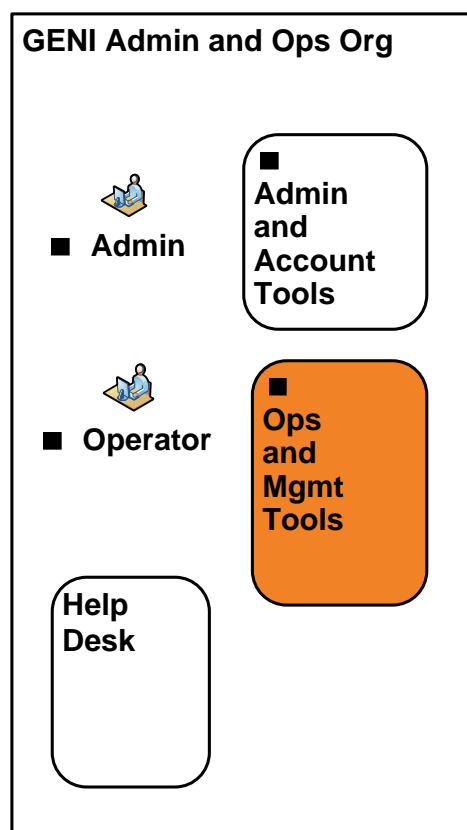 GENI Admin and Ops Org
■
Admin
and
Account
Tools
■ Admin
■
Ops
and
Mgmt
Tools
■ Operator
Help
Desk